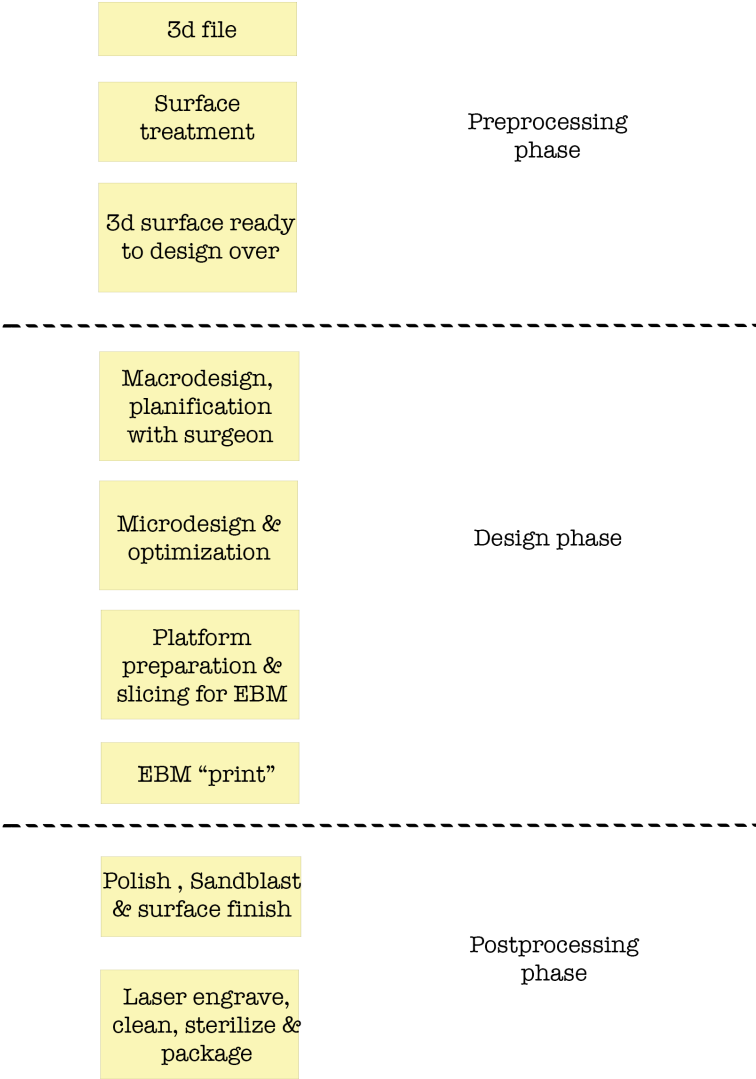 3d file
Surface
treatment
Preprocessing
phase
3d surface ready
to design over
Macrodesign,
planification
with surgeon
Microdesign &
optimization
Design phase
Platform
preparation &
slicing for EBM
EBM “print”
Polish , Sandblast
& surface finish
Postprocessing
phase
Laser engrave,
clean, sterilize &
package